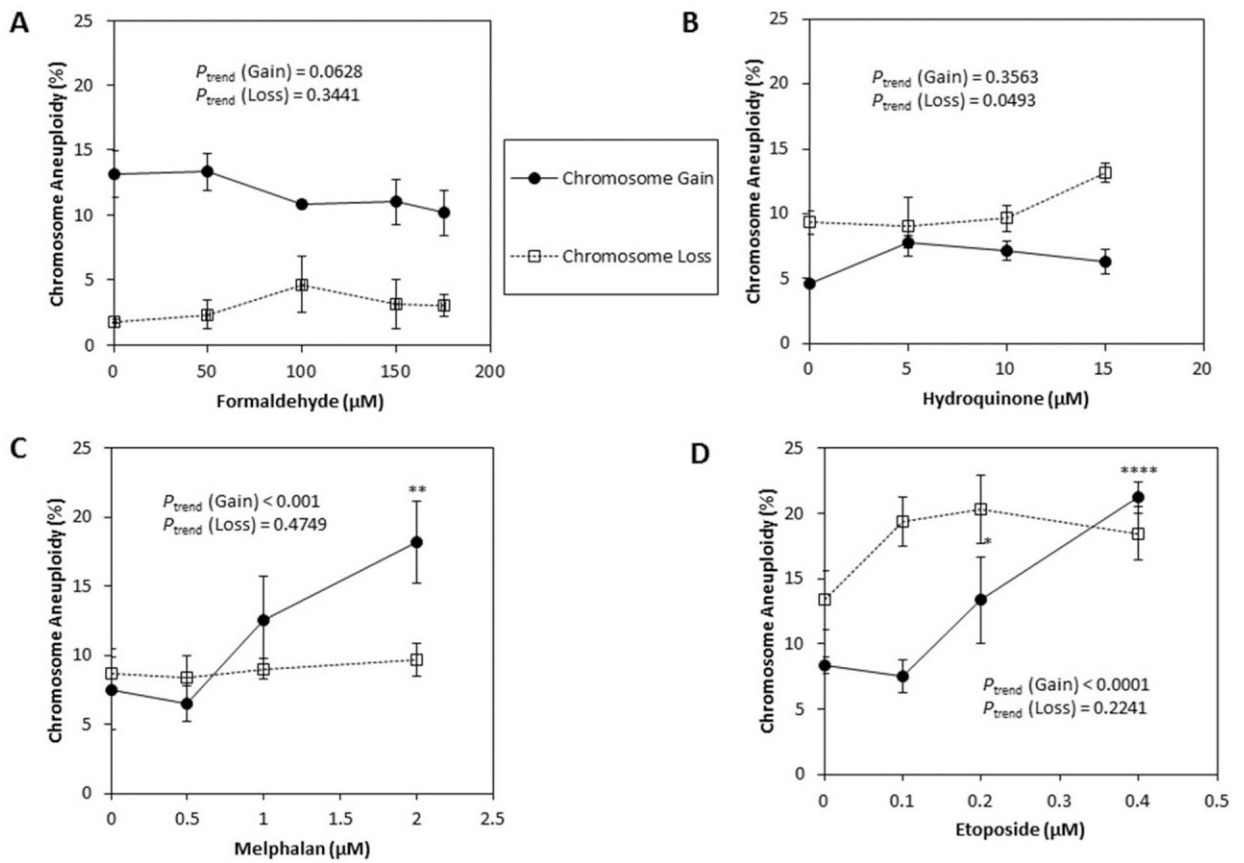 A
Chromosome Aneuploidy (%)
25
20
15
10
5
0
P trend (Gain) = 0.0628
P trend (Loss) = 0.3441
0 50 100 150 200
Formaldehyde (µM)
Chromosome Gain
Chromosome Loss
B
Chromosome Aneuploidy (%)
25
20
15
10
5
0
P trend (Gain) = 0.3563
P trend (Loss) = 0.0493
0 5 10 15 20
Hydroquinone (µM)
C
Chromosome Aneuploidy (%)
25
20
15
10
5
0
P trend (Gain) < 0.001
P trend (Loss) = 0.4749
**
0 0.5 1 1.5 2 2.5
Melphalan (µM)
D
Chromosome Aneuploidy (%)
25
20
15
10
5
0
****
*
P trend (Gain) < 0.0001
P trend (Loss) = 0.2241
0 0.1 0.2 0.3 0.4 0.5
Etoposide (µM)